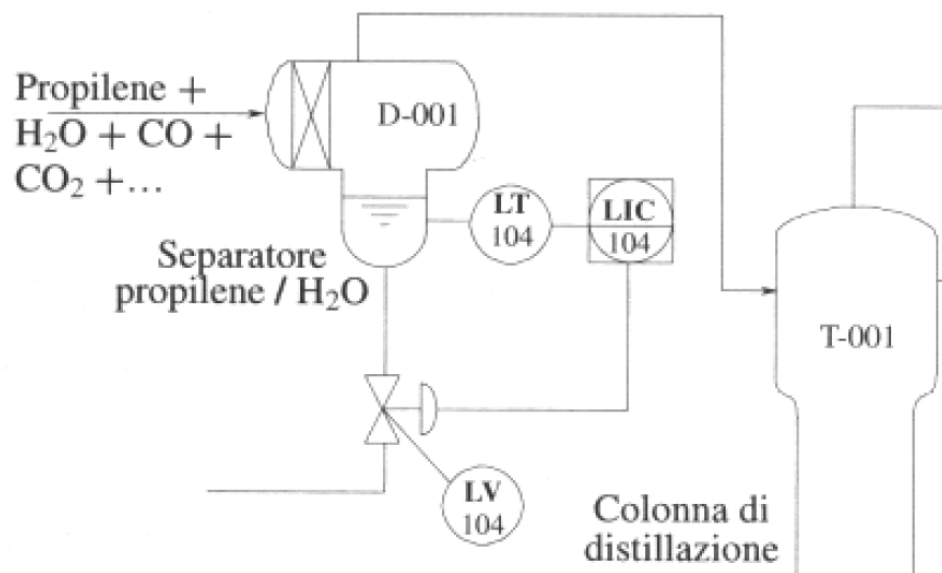 Propilene +
H₂O + CO +
CO₂ +...
D-001
LT
104
LIC
104
Separatore
propilene / H₂O
T-001
LV
104
Colonna di
distillazione